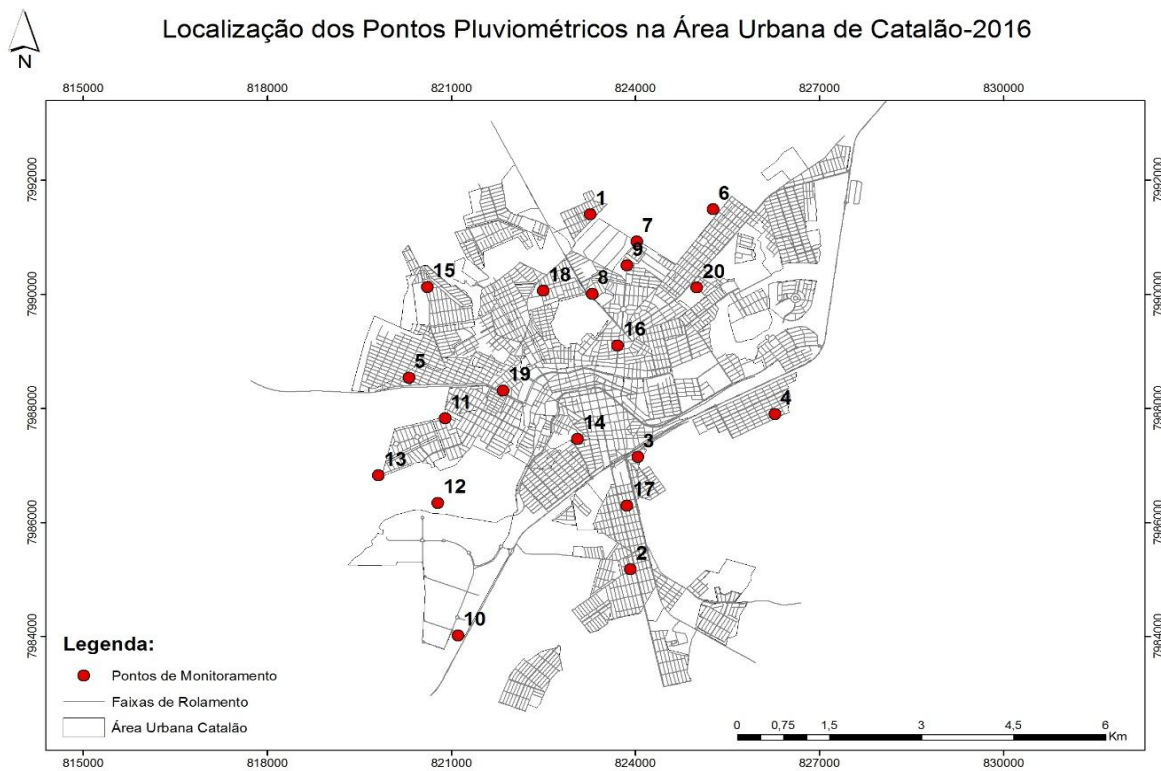 Localização dos Pontos Pluviométricos na Área Urbana de Catalão-2016
N
815000 818000 821000 824000 827000 830000
7992000 7992000
7990000 7990000
7988000 7988000
7986000 7986000
7984000 7984000
1
6
7
9
15
18
8
20
16
5
19
11
4
14
3
13
12
17
2
10
Legenda:
Pontos de Monitoramento
Faixas de Rolamento
Área Urbana Catalão
0 0,75 1,5 3 4,5 6
Km
815000 818000 821000 824000 827000 830000